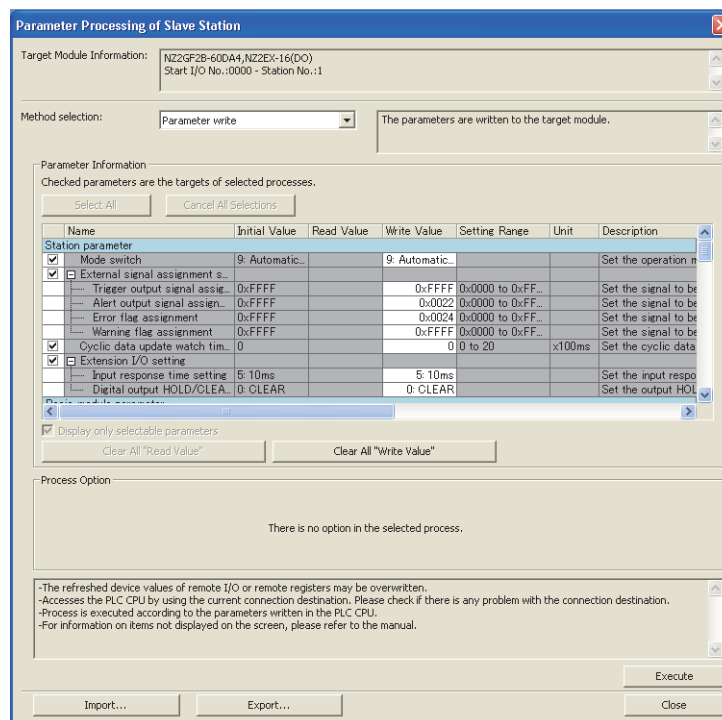 Parameter Processing of Slave Station
Target Module Information:
NZ2GF2B-60DA4,NZ2EX-16(DO)
Start I/O No.:0000 - Station No.:1
Method selection:
Parameter write
The parameters are written to the target module.
Parameter Information
Checked parameters are the targets of selected processes.
Select All
Cancel All Selections
Name Initial Value Read Value Write Value Setting Range Unit Description
Station parameter
Mode switch 9: Automatic... 9: Automatic... Set the operation m
External signal assignment s...
Trigger output signal assig... 0xFFFF 0xFFFF 0x0000 to 0xFF... Set the signal to be
Alert output signal assign... 0xFFFF 0x0022 0x0000 to 0xFF... Set the signal to be
Error flag assignment 0xFFFF 0x0024 0x0000 to 0xFF... Set the signal to be
Warning flag assignment 0xFFFF 0xFFFF 0x0000 to 0xFF... Set the signal to be
Cyclic data update watch tim... 0 0 0 to 20 x100ms Set the cyclic data
Extension I/O setting
Input response time setting 5: 10ms 5: 10ms Set the input respo
Digital output HOLD/CLEA... 0: CLEAR 0: CLEAR Set the output HOL
Basic module parameter
Display only selectable parameters
Clear All "Read Value"
Clear All "Write Value"
Process Option
There is no option in the selected process.
-The refreshed device values of remote I/O or remote registers may be overwritten.
-Accesses the PLC CPU by using the current connection destination. Please check if there is any problem with the connection destination.
-Process is executed according to the parameters written in the PLC CPU.
-For information on items not displayed on the screen, please refer to the manual.
Execute
Import...
Export...
Close